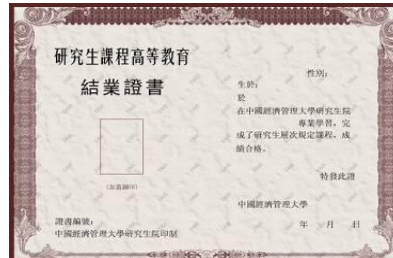 研究生課程高等教育
結業證書
(加蓋鋼印)
證書編號：
中國經濟管理大學研究生院印制
性別：
生於：
於
在中國經濟管理大學研究生院
專業學習，完
成了研究生層次規定課程，成
績合格。
特發此證
中國經濟管理大學
年 月 日